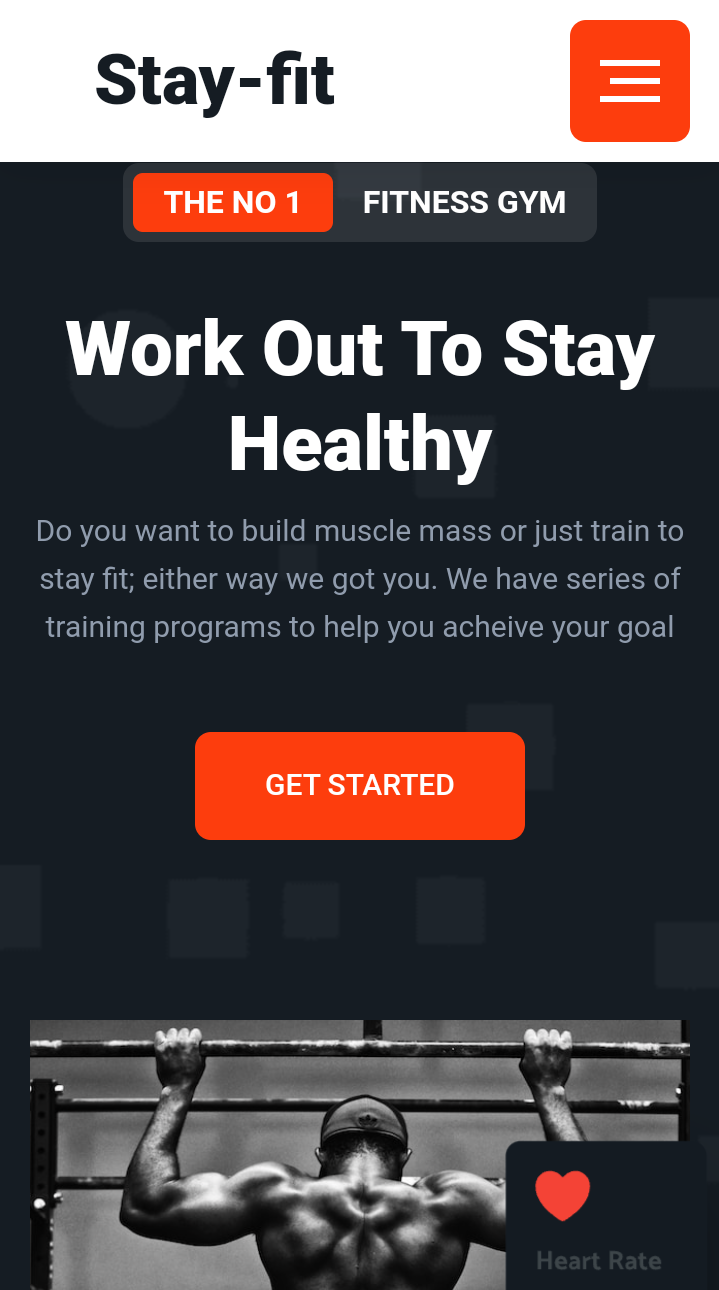 Stay-fit
THE NO 1 FITNESS GYM
Work Out To Stay
Healthy
Do you want to build muscle mass or just train to
stay fit; either way we got you. We have series of
training programs to help you acheive your goal
GET STARTED
Heart Rate